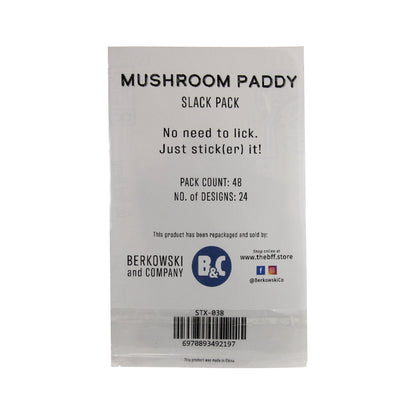 MUSHROOM PADDY
SLACK PACK
No need to lick.
Just stick(er) it!
PACK COUNT: 48
NO. of DESIGNS: 24
This product has been repackaged and sold by:
BERKOWSKI
and COMPANY
B&C
Shop online at
www.thebff.store
@BerkowskiCo
STX-038
6970893492197
This product was made in China